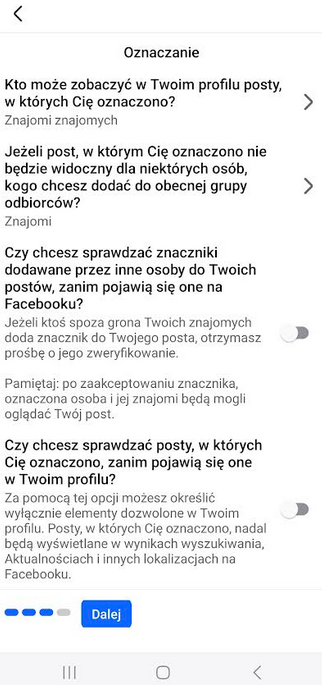 Oznaczanie
Kto może zobaczyć w Twoim profilu posty,
w których Cię oznaczono?
Znajomi znajomych
Jeżeli post, w którym Cię oznaczono nie
będzie widoczny dla niektórych osób,
kogo chcesz dodać do obecnej grupy
odbiorców?
Znajomi
Czy chcesz sprawdzać znaczniki
dodawane przez inne osoby do Twoich
postów, zanim pojawią się one na
Facebooku?
Jeżeli ktoś spoza grona Twoich znajomych
doda znacznik do Twojego posta, otrzymasz
prośbę o jego zweryfikowanie.
Pamiętaj: po zaakceptowaniu znacznika,
oznaczona osoba i jej znajomi będą mogli
oglądać Twój post.
Czy chcesz sprawdzać posty, w których
Cię oznaczono, zanim pojawią się one
w Twoim profilu?
Za pomocą tej opcji możesz określić
wyłącznie elementy dozwolone w Twoim
profilu. Posty, w których Cię oznaczono, nadal
będą wyświetlane w wynikach wyszukiwania,
Aktualnościach i innych lokalizacjach na
Facebooku.
Dalej